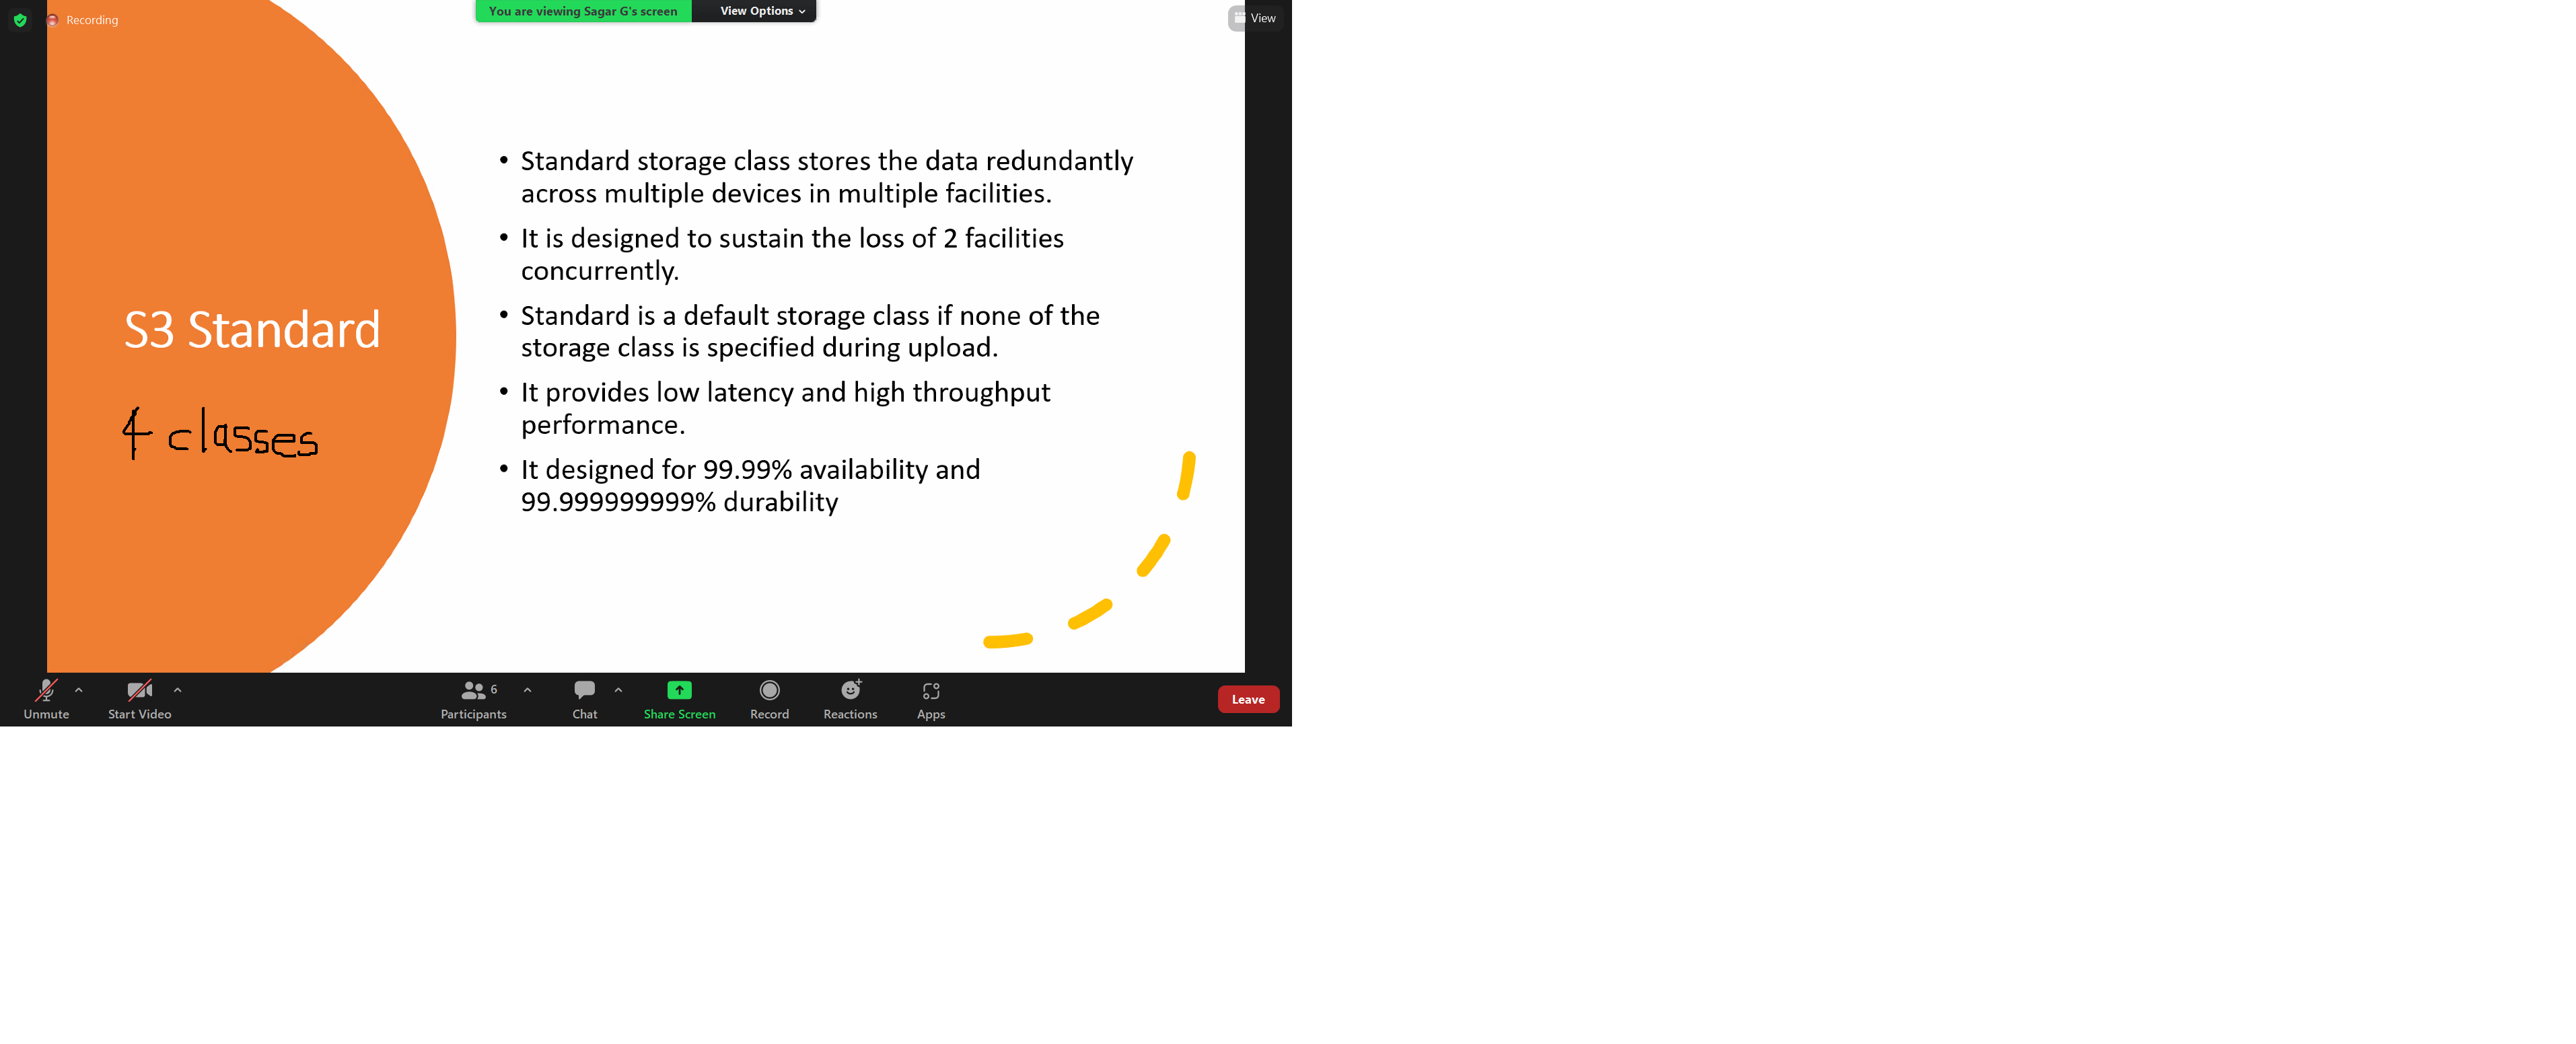 Recording
You are viewing Sagar G's screen
View Options
View
S3 Standard
4 classes
• Standard storage class stores the data redundantly
across multiple devices in multiple facilities.
• It is designed to sustain the loss of 2 facilities
concurrently.
• Standard is a default storage class if none of the
storage class is specified during upload.
• It provides low latency and high throughput
performance.
• It designed for 99.99% availability and
99.999999999% durability
Unmute
Start Video
6
Participants
Chat
Share Screen
Record
Reactions
Apps
Leave